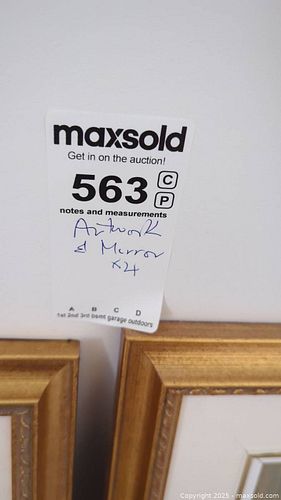 maxsold
Get in on the auction!
563 C
P
notes and measurements
Artwork
& Mirror
x4
A B C D
1st 2nd 3rd bsmt garage outdoors
Copyright 2025 - maxsold.com